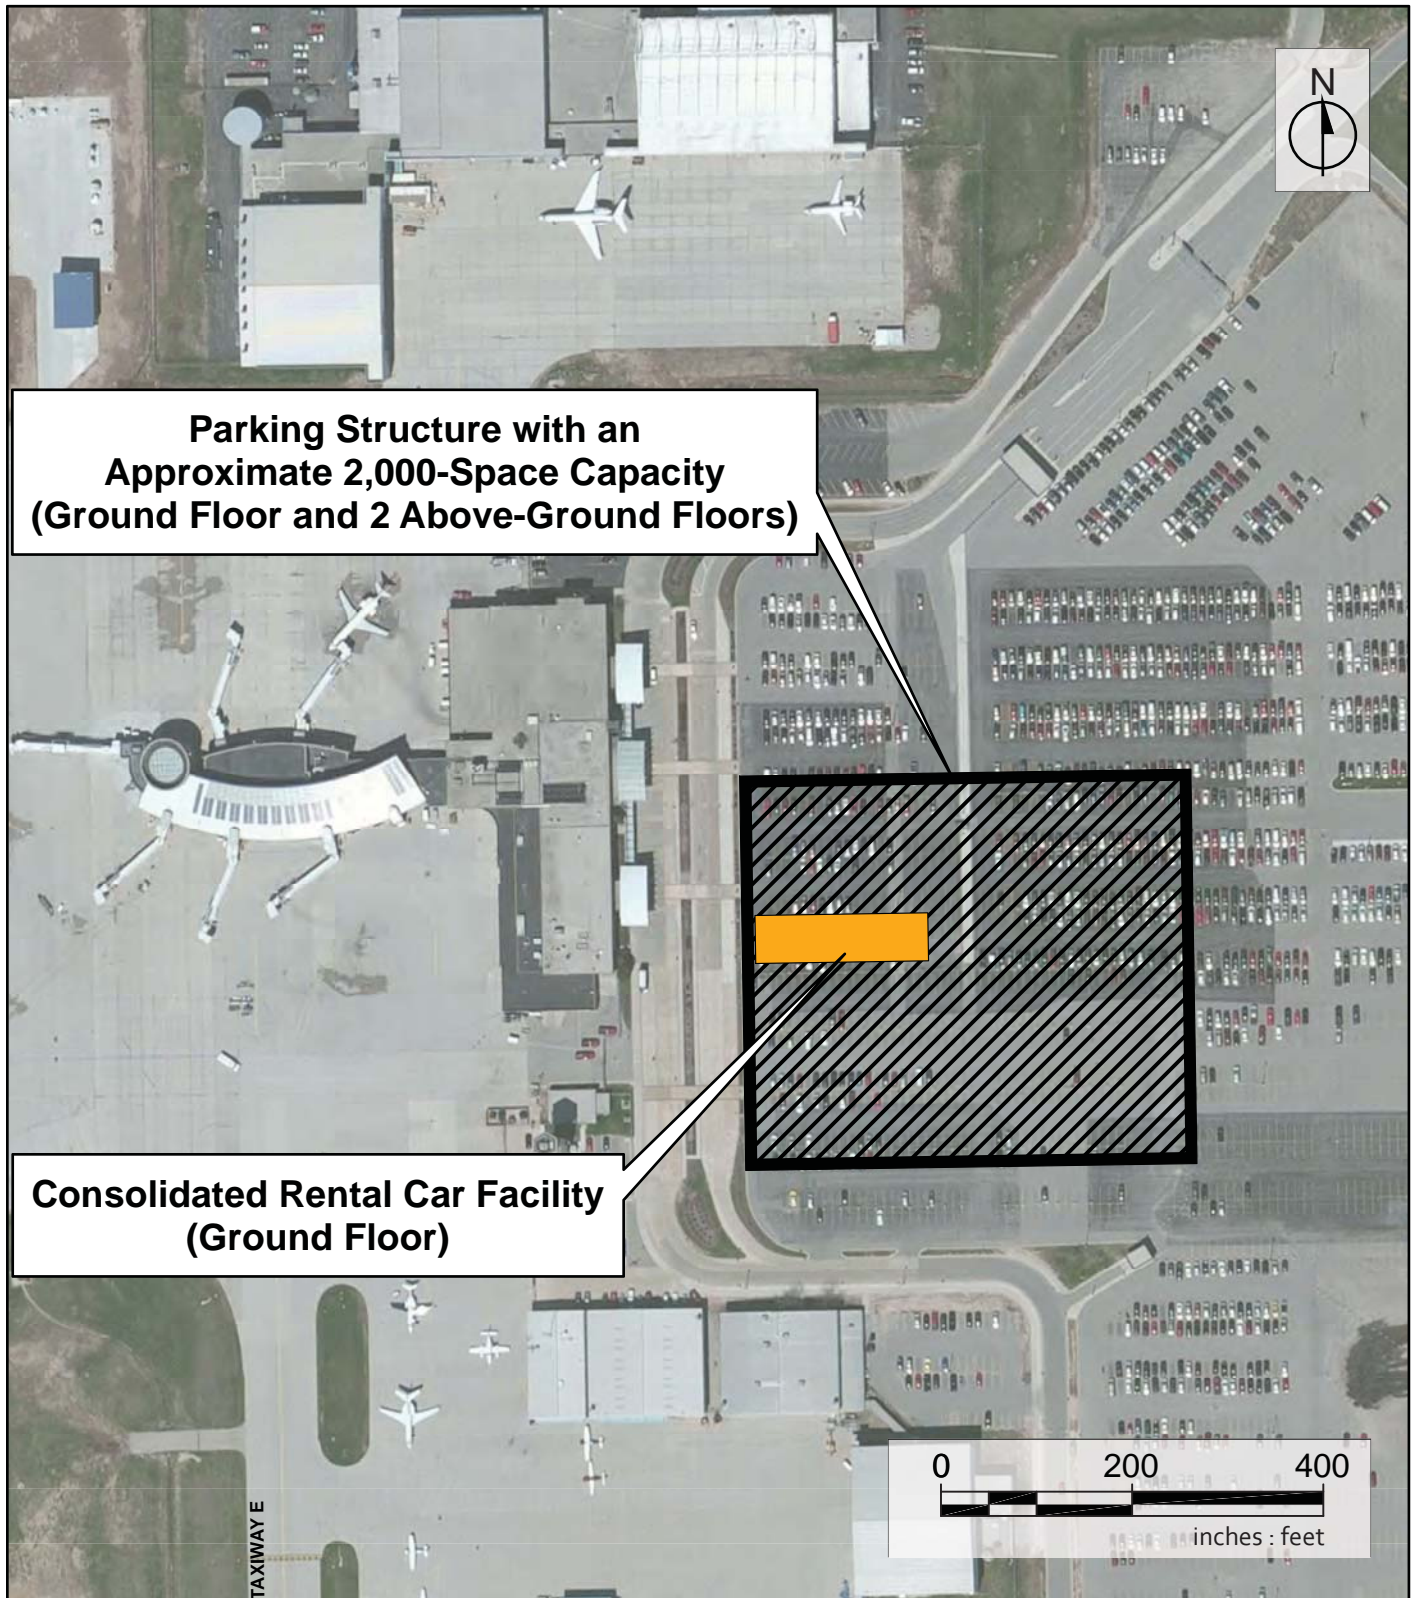 N
Parking Structure with an
Approximate 2,000-Space Capacity
(Ground Floor and 2 Above-Ground Floors)
Consolidated Rental Car Facility
(Ground Floor)
0 200 400
inches : feet
TAXIWAY E